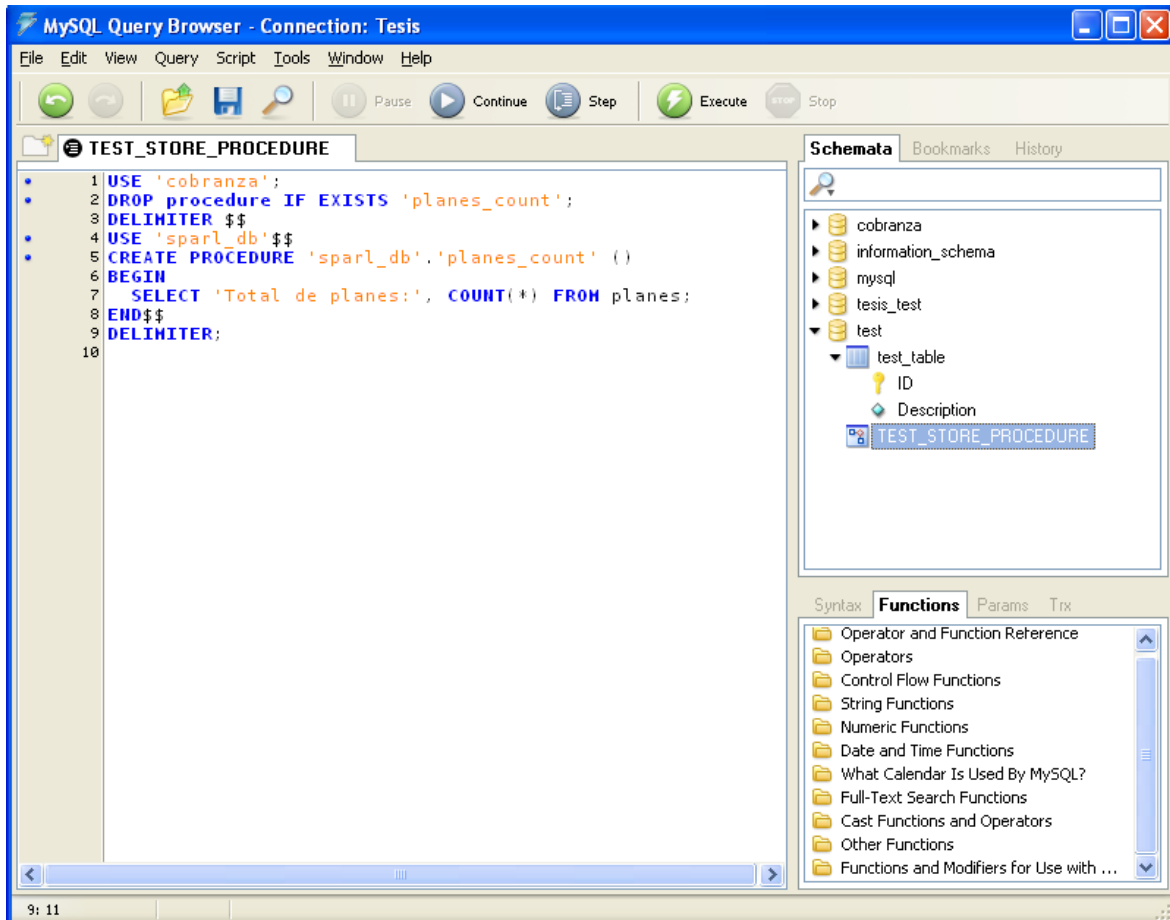 MySQL Query Browser - Connection: Tesis
File Edit View Query Script Tools Window Help
Pause Continue Step Execute STOP Stop
TEST_STORE_PROCEDURE
1 USE 'cobranza';
2 DROP procedure IF EXISTS 'planes_count';
3 DELIMITER $$
4 USE 'sparl_db'$$
5 CREATE PROCEDURE 'sparl_db'.'planes_count' ()
6 BEGIN
7 SELECT 'Total de planes:', COUNT(*) FROM planes;
8 END$$
9 DELIMITER;
10
9: 11
Schemata Bookmarks History
cobranza
information_schema
mysql
tesis_test
test
test_table
ID
Description
TEST_STORE_PROCEDURE
Syntax Functions Params Trx
Operator and Function Reference
Operators
Control Flow Functions
String Functions
Numeric Functions
Date and Time Functions
What Calendar Is Used By MySQL?
Full-Text Search Functions
Cast Functions and Operators
Other Functions
Functions and Modifiers for Use with ...